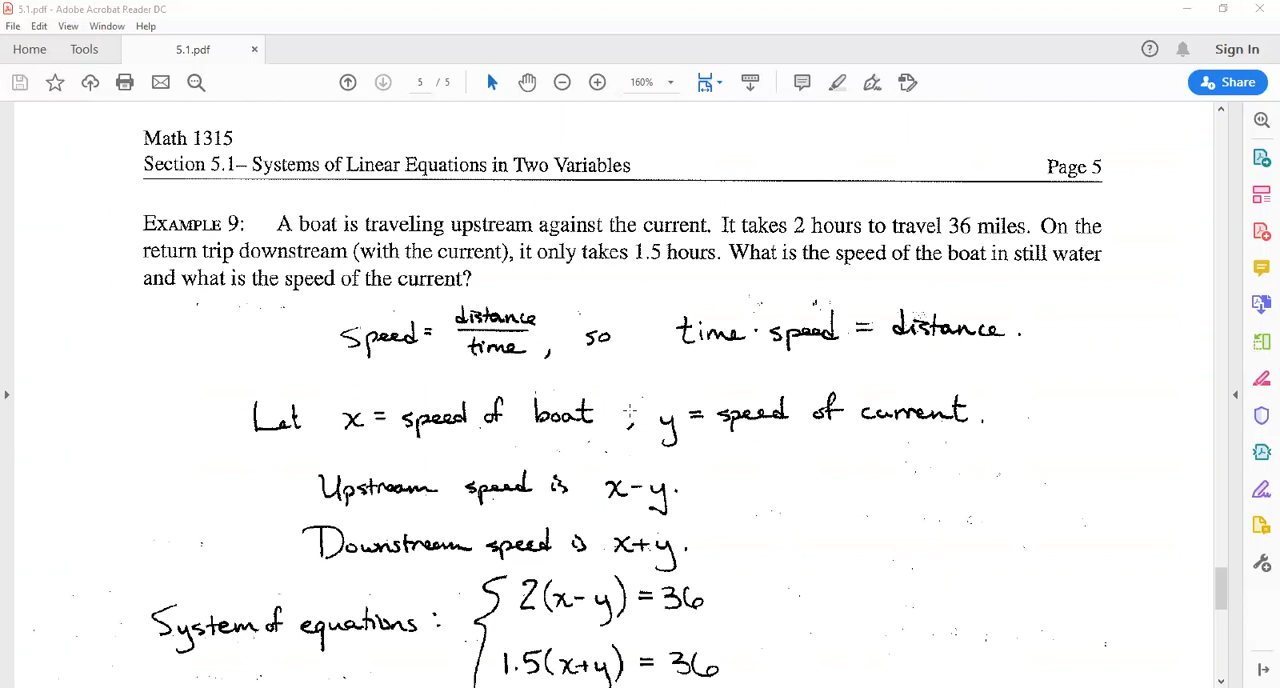 5.1.pdf - Adobe Acrobat Reader DC
File Edit View Window Help
Home Tools 5.1.pdf × Sign In
5 / 5 160% Share
Math 1315
Section 5.1– Systems of Linear Equations in Two Variables Page 5
EXAMPLE 9: A boat is traveling upstream against the current. It takes 2 hours to travel 36 miles. On the
return trip downstream (with the current), it only takes 1.5 hours. What is the speed of the boat in still water
and what is the speed of the current?
speed = distance/time, so time · speed = distance.
Let x = speed of boat ; y = speed of current.
Upstream speed is x-y.
Downstream speed is x+y.
System of equations : { 2(x-y) = 36
1.5(x+y) = 36